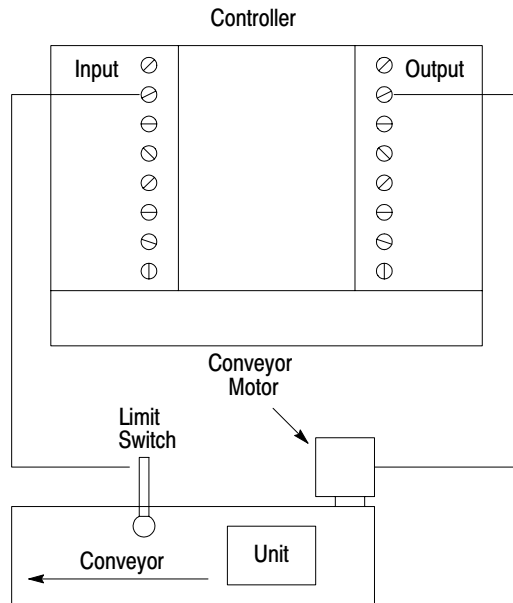 Controller
Input
Output
Conveyor
Motor
Limit
Switch
Conveyor
Unit